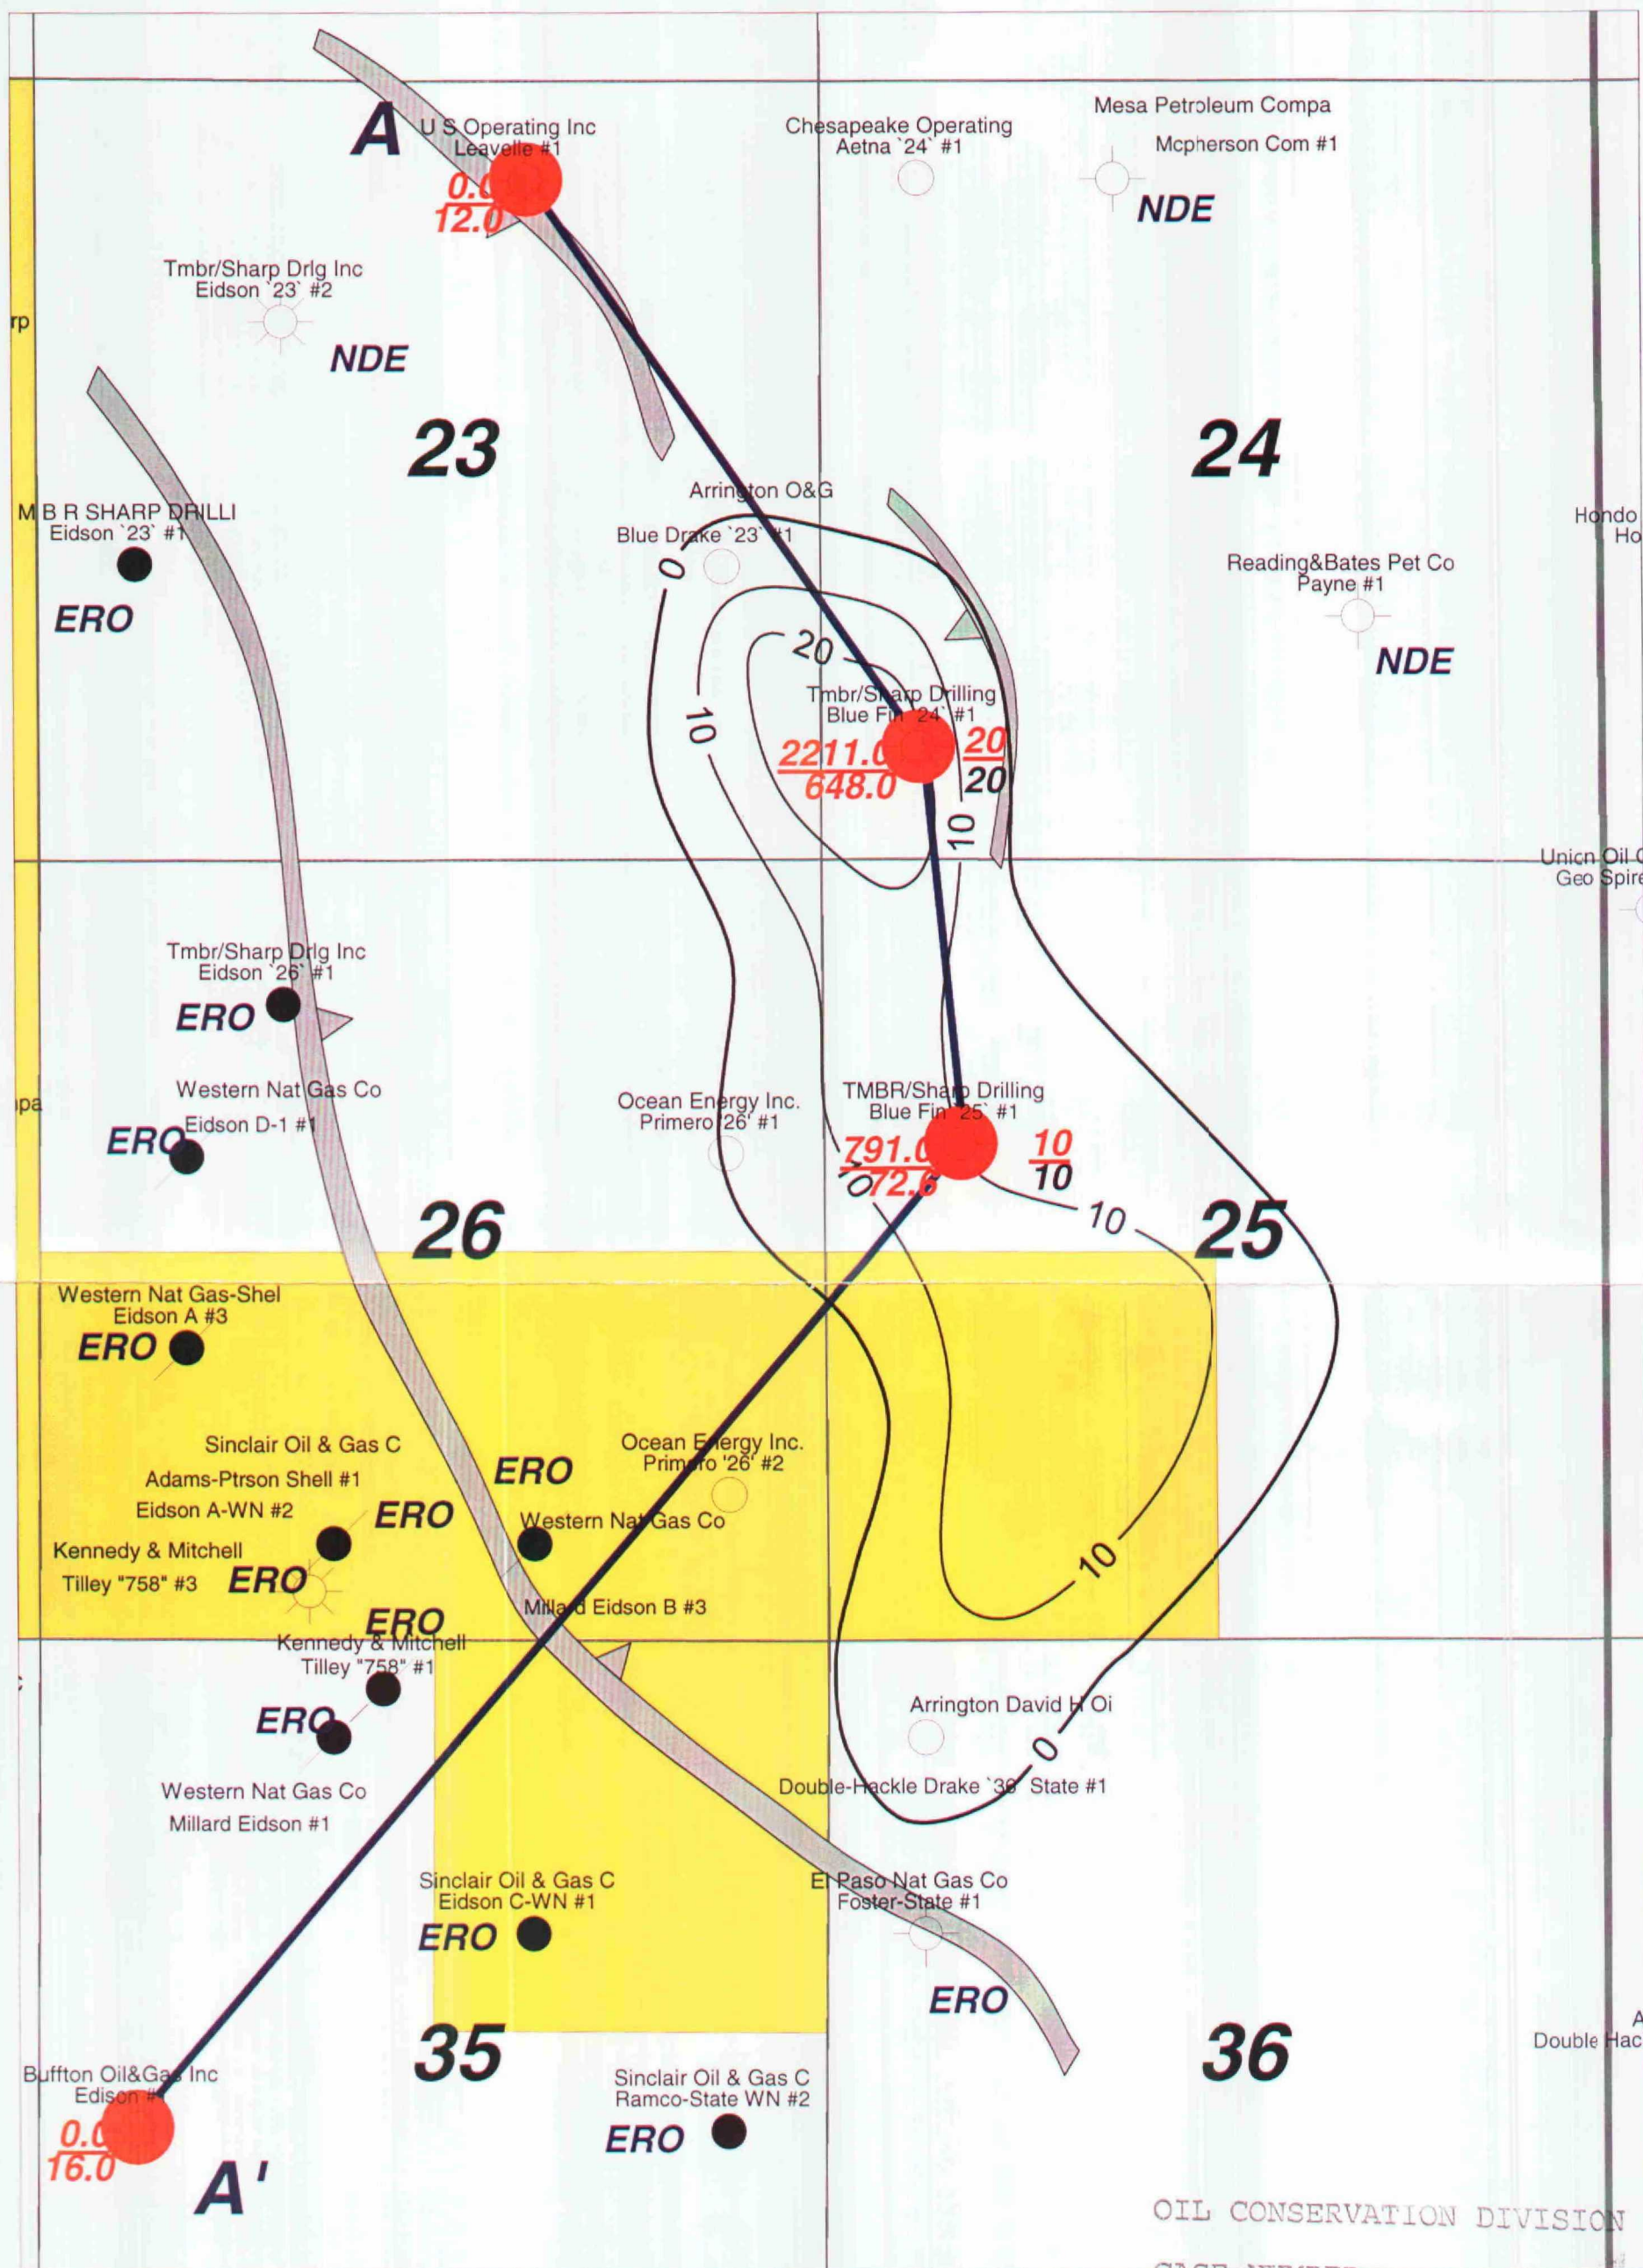 A
U S Operating Inc
Leavelle #1
12.0
Chesapeake Operating
Aetna `24` #1
Mesa Petroleum Compa
Mcpherson Com #1
NDE
Tmbr/Sharp Drlg Inc
Eidson `23` #2
NDE
rp
23
24
M B R SHARP DRILLI
Eidson `23` #1
ERO
Arrington O&G
Blue Drake `23` #1
0
20
10
Hondo
Ho
Reading&Bates Pet Co
Payne #1
NDE
Tmbr/Sharp Drilling
Blue Fin `24` #1
2211.0
648.0
20
20
10
Unicn Oil
Geo Spire
Tmbr/Sharp Drlg Inc
Eidson `26` #1
ERO
Western Nat Gas Co
Eidson D-1 #1
ERO
pa
Ocean Energy Inc.
Primero '26' #1
TMBR/Sharp Drilling
Blue Fin `25` #1
791.0
72.6
10
10
10
10
26
25
Western Nat Gas-Shel
Eidson A #3
ERO
Sinclair Oil & Gas C
Adams-Ptrson Shell #1
Eidson A-WN #2
ERO
ERO
Ocean Energy Inc.
Primero '26' #2
Western Nat Gas Co
Kennedy & Mitchell
Tilley "758" #3
ERO
10
Millard Eidson B #3
ERO
Kennedy & Mitchell
Tilley "758" #1
ERO
Western Nat Gas Co
Millard Eidson #1
Arrington David H Oi
0
Double-Hackle Drake `36` State #1
Sinclair Oil & Gas C
Eidson C-WN #1
ERO
El Paso Nat Gas Co
Foster-State #1
ERO
35
36
A
Double Hac
Buffton Oil&Gas Inc
Edison #1
16.0
A'
Sinclair Oil & Gas C
Ramco-State WN #2
ERO
OIL CONSERVATION DIVISION